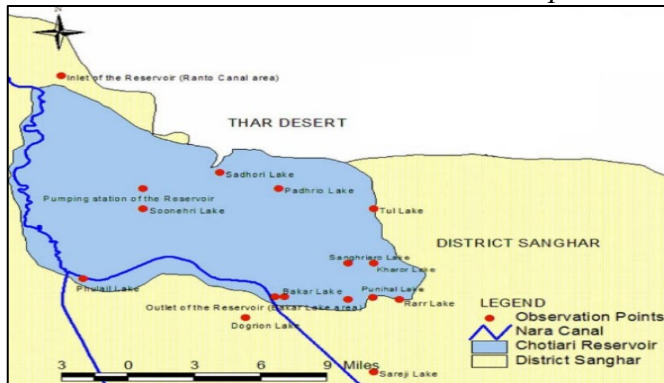 N
Inlet of the Reservoir (Ranto Canal area)
THAR DESERT
Sadhori Lake
Padhrio Lake
Pumping station of the Reservoir
Soonehri Lake
Tul Lake
DISTRICT SANGHAR
Sanghriaro Lake
Kharor Lake
Phulail Lake
Bakar Lake
Punihal Lake
Rarr Lake
Outlet of the Reservoir (Bakar Lake area)
Dogrion Lake
Sareji Lake
LEGEND
Observation Points
Nara Canal
Chotiari Reservoir
District Sanghar
3 0 3 6 9 Miles